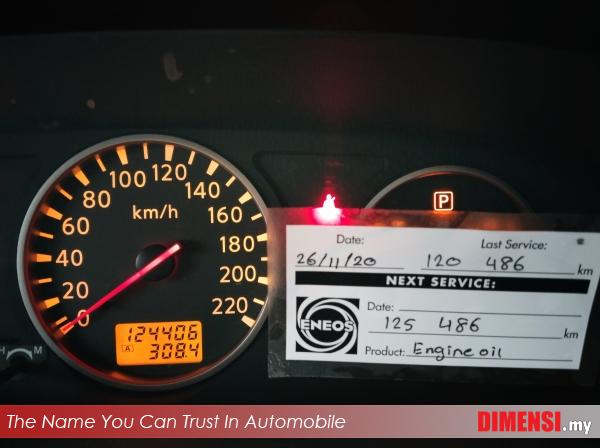 0
20
40
60
80
100
120
140
160
180
200
220
km/h
124406
A 308.4
P
H M
Date: Last Service:
26/11/20 120 486 km
NEXT SERVICE:
Date:
125 486 km
ENEOS
Product: Engine oil
The Name You Can Trust In Automobile
DIMENSI.my